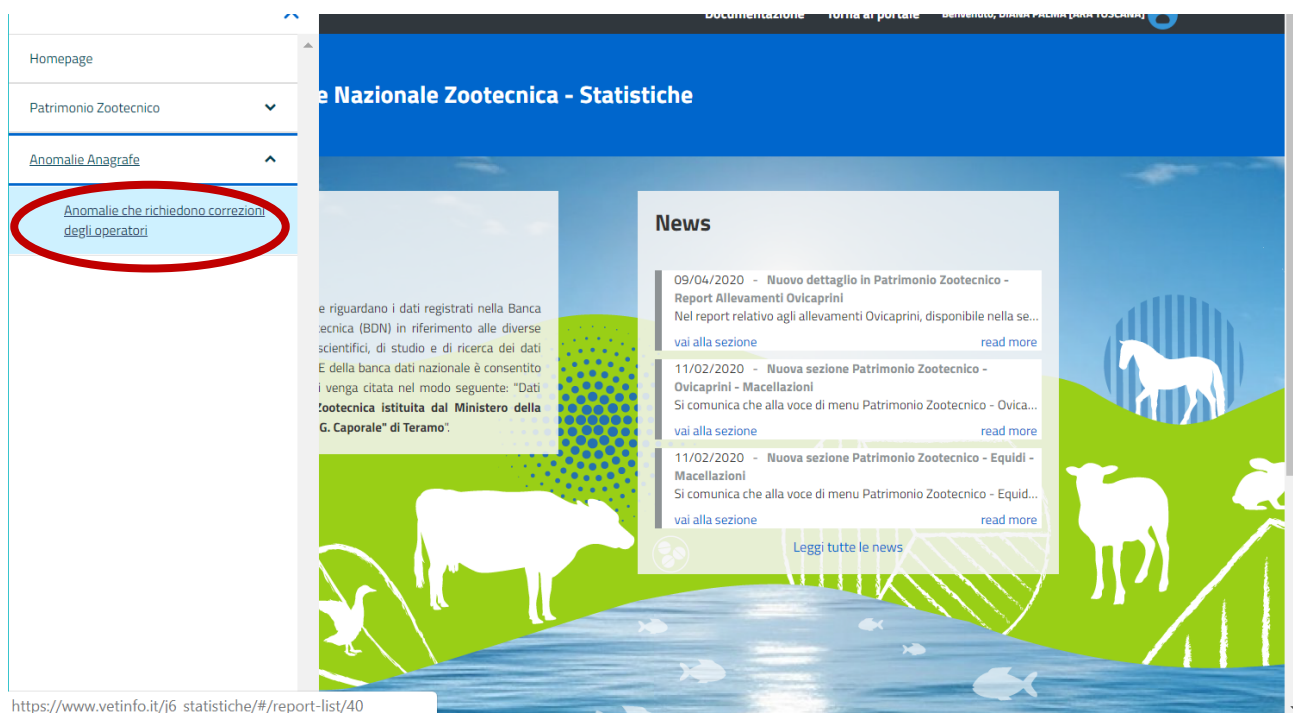 Documentazione Torna al portale Benvenuto, DIANA PALMA [ARA TOSCANA]
Homepage
Patrimonio Zootecnico
Anomalie Anagrafe
Anomalie che richiedono correzioni
degli operatori
e Nazionale Zootecnica - Statistiche
e riguardano i dati registrati nella Banca
tecnica (BDN) in riferimento alle diverse
scientifici, di studio e di ricerca dei dati
E della banca dati nazionale è consentito
i venga citata nel modo seguente: "Dati
Zootecnica istituita dal Ministero della
G. Caporale" di Teramo".
News
09/04/2020 - Nuovo dettaglio in Patrimonio Zootecnico -
Report Allevamenti Ovicaprini
Nel report relativo agli allevamenti Ovicaprini, disponibile nella se...
vai alla sezione read more
11/02/2020 - Nuova sezione Patrimonio Zootecnico -
Ovicaprini - Macellazioni
Si comunica che alla voce di menu Patrimonio Zootecnico - Ovica...
vai alla sezione read more
11/02/2020 - Nuova sezione Patrimonio Zootecnico - Equidi -
Macellazioni
Si comunica che alla voce di menu Patrimonio Zootecnico - Equid...
vai alla sezione read more
Leggi tutte le news
https://www.vetinfo.it/j6_statistiche/#/report-list/40